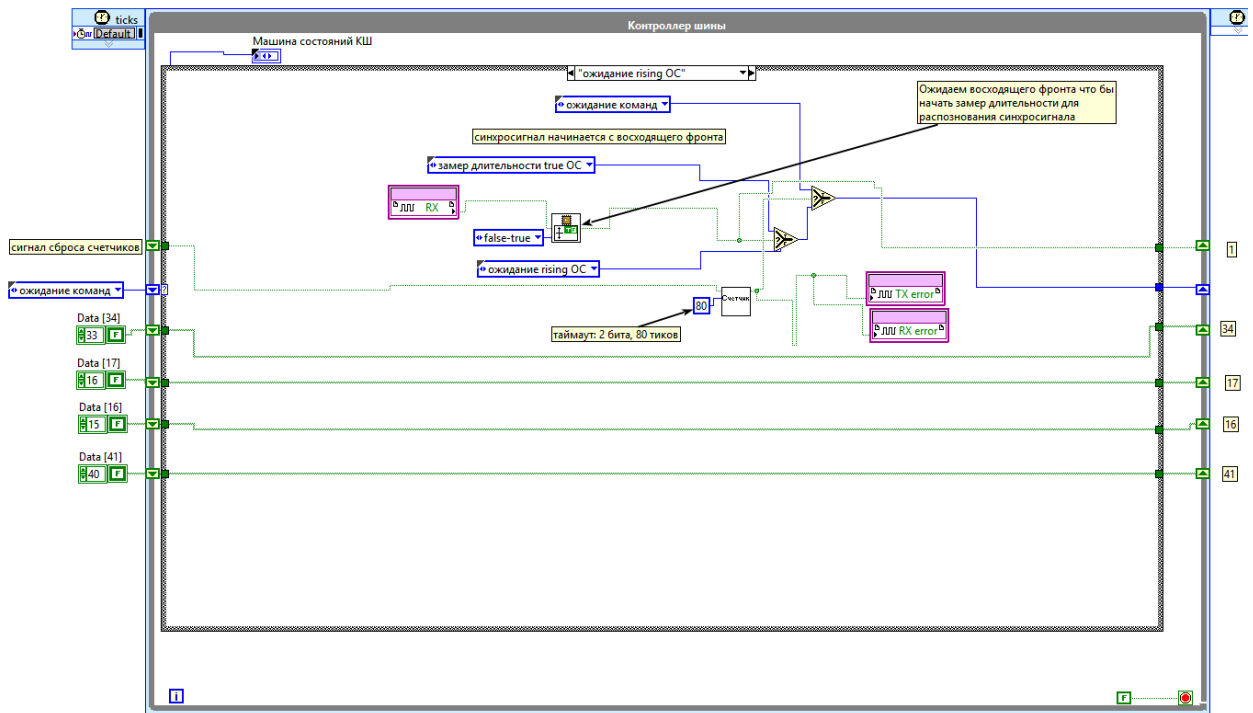 ticks
Default
Контроллер шины
Машина состояний КШ
"ожидание rising ОС"
ожидание команд
Ожидаем восходящего фронта что бы
начать замер длительности для
распознования синхросигнала
синхросигнал начинается с восходящего фронта
замер длительности true ОС
RX
false-true
ожидание rising ОС
сигнал сброса счетчиков
1
ожидание команд
?
80
Счетчик
TX error
RX error
таймаут: 2 бита, 80 тиков
Data [34]
33
F
34
Data [17]
16
F
17
Data [16]
15
F
16
Data [41]
40
F
41
i
F